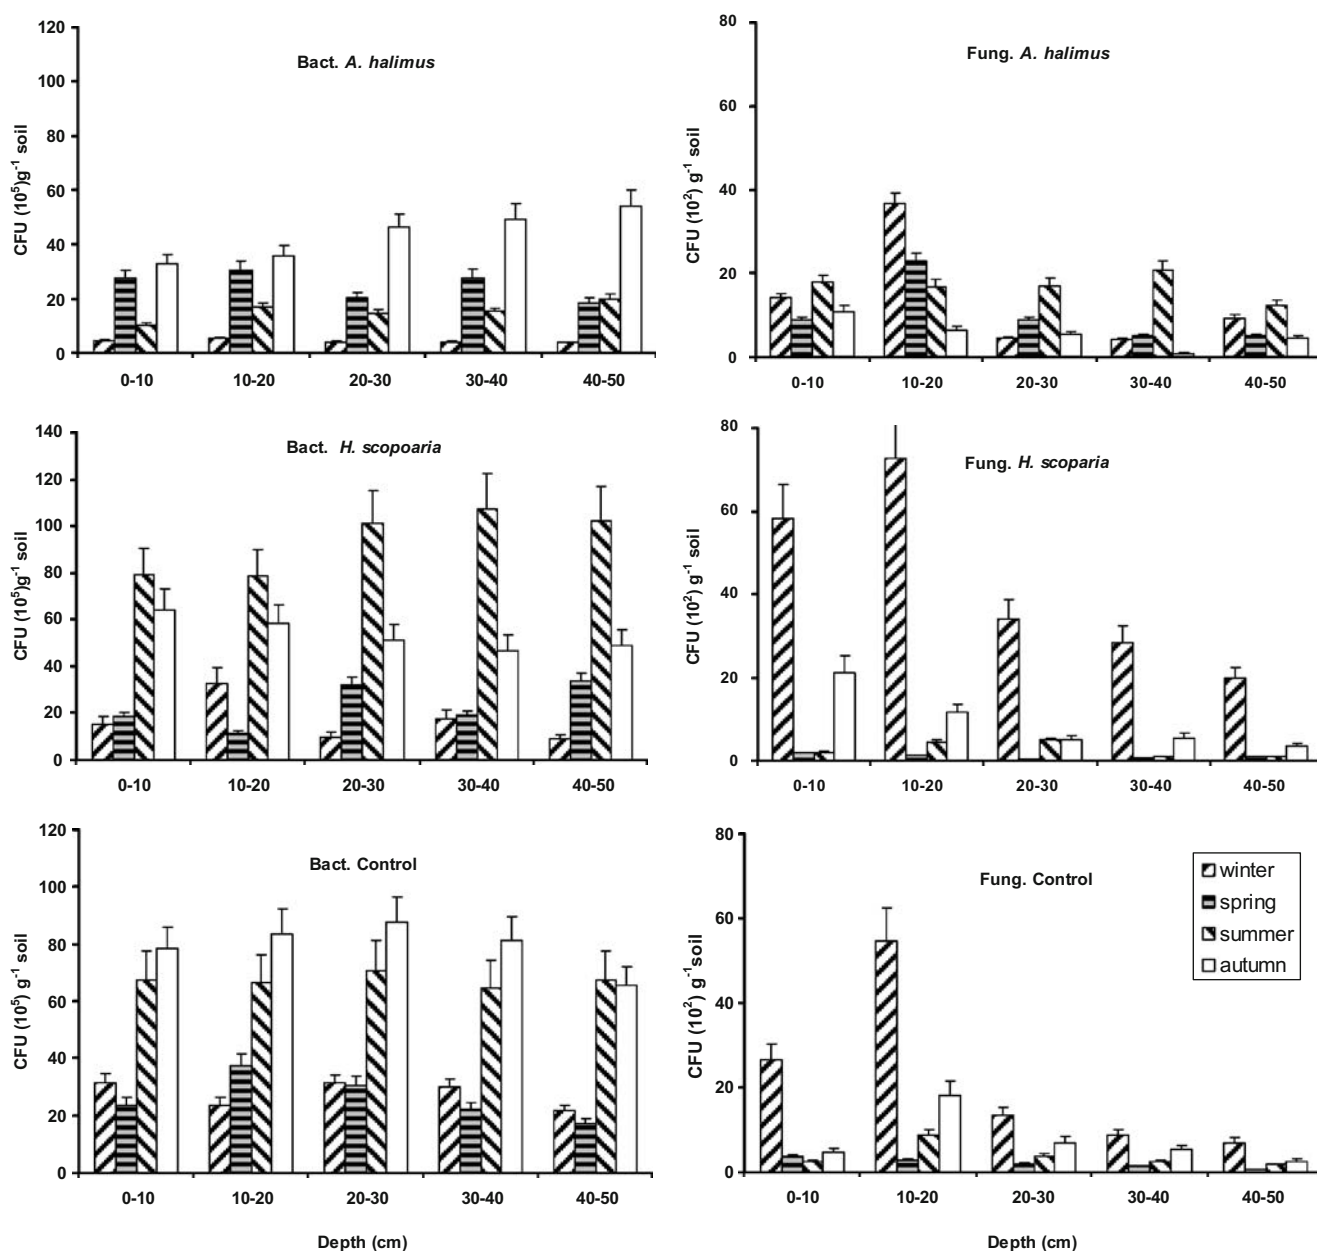 Bact. A. halimus
CFU (10⁵)g⁻¹ soil
120
100
80
60
40
20
0
0-10 10-20 20-30 30-40 40-50
Fung. A. halimus
CFU (10²) g⁻¹ soil
80
60
40
20
0
0-10 10-20 20-30 30-40 40-50
Bact. H. scopoaria
CFU (10⁵)g⁻¹ soil
140
120
100
80
60
40
20
0
0-10 10-20 20-30 30-40 40-50
Fung. H. scoparia
CFU (10²) g⁻¹ soil
80
60
40
20
0
0-10 10-20 20-30 30-40 40-50
Bact. Control
CFU (10⁵) g⁻¹ soil
120
100
80
60
40
20
0
0-10 10-20 20-30 30-40 40-50
Depth (cm)
Fung. Control
CFU (10²) g⁻¹soil
80
60
40
20
0
winter
spring
summer
autumn
0-10 10-20 20-30 30-40 40-50
Depth (cm)